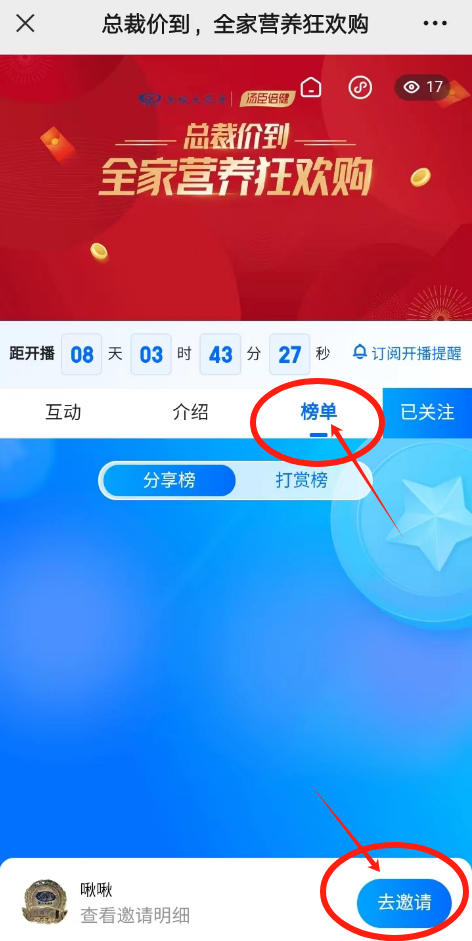 总裁价到，全家营养狂欢购
汤臣倍健
17
总裁价到
全家营养狂欢购
距开播 08 天 03 时 43 分 27 秒 订阅开播提醒
互动 介绍 榜单 已关注
分享榜 打赏榜
啾啾
查看邀请明细
去邀请